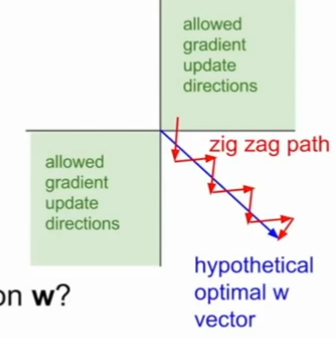 allowed
gradient
update
directions
zig zag path
allowed
gradient
update
directions
hypothetical
optimal w
vector
on w?